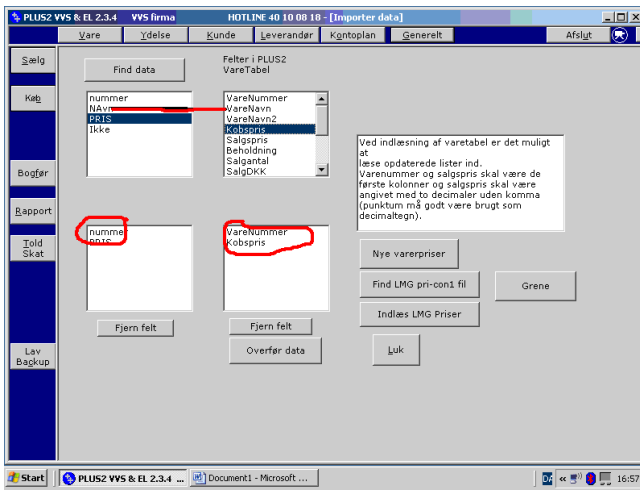 PLUS2 VVS & EL 2.3.4 VVS firma HOTLINE 40 10 08 18 - [Importer data]
Vare Ydelse Kunde Leverandør Kontoplan Generelt Afslut
Sælg
Køb
Bogfør
Rapport
Told
Skat
Lav
Backup
Find data
Felter i PLUS2
VareTabel
nummer
NAvn
PRIS
Ikke
VareNummer
VareNavn
VareNavn2
Kobspris
Salgspris
Beholdning
Salgantal
SalgDKK
Ved indlæsning af varetabel er det muligt
at
læse opdaterede lister ind.
Varenummer og salgspris skal være de
første kolonner og salgspris skal være
angivet med to decimaler uden komma
(punktum må godt være brugt som
decimaltegn).
nummer
PRIS
VareNummer
Kobspris
Nye varerpriser
Find LMG pri-con1 fil
Grene
Indlæs LMG Priser
Fjern felt
Fjern felt
Overfør data
Luk
Start PLUS2 VVS & EL 2.3.4 ... Document1 - Microsoft ... DA « 16:57